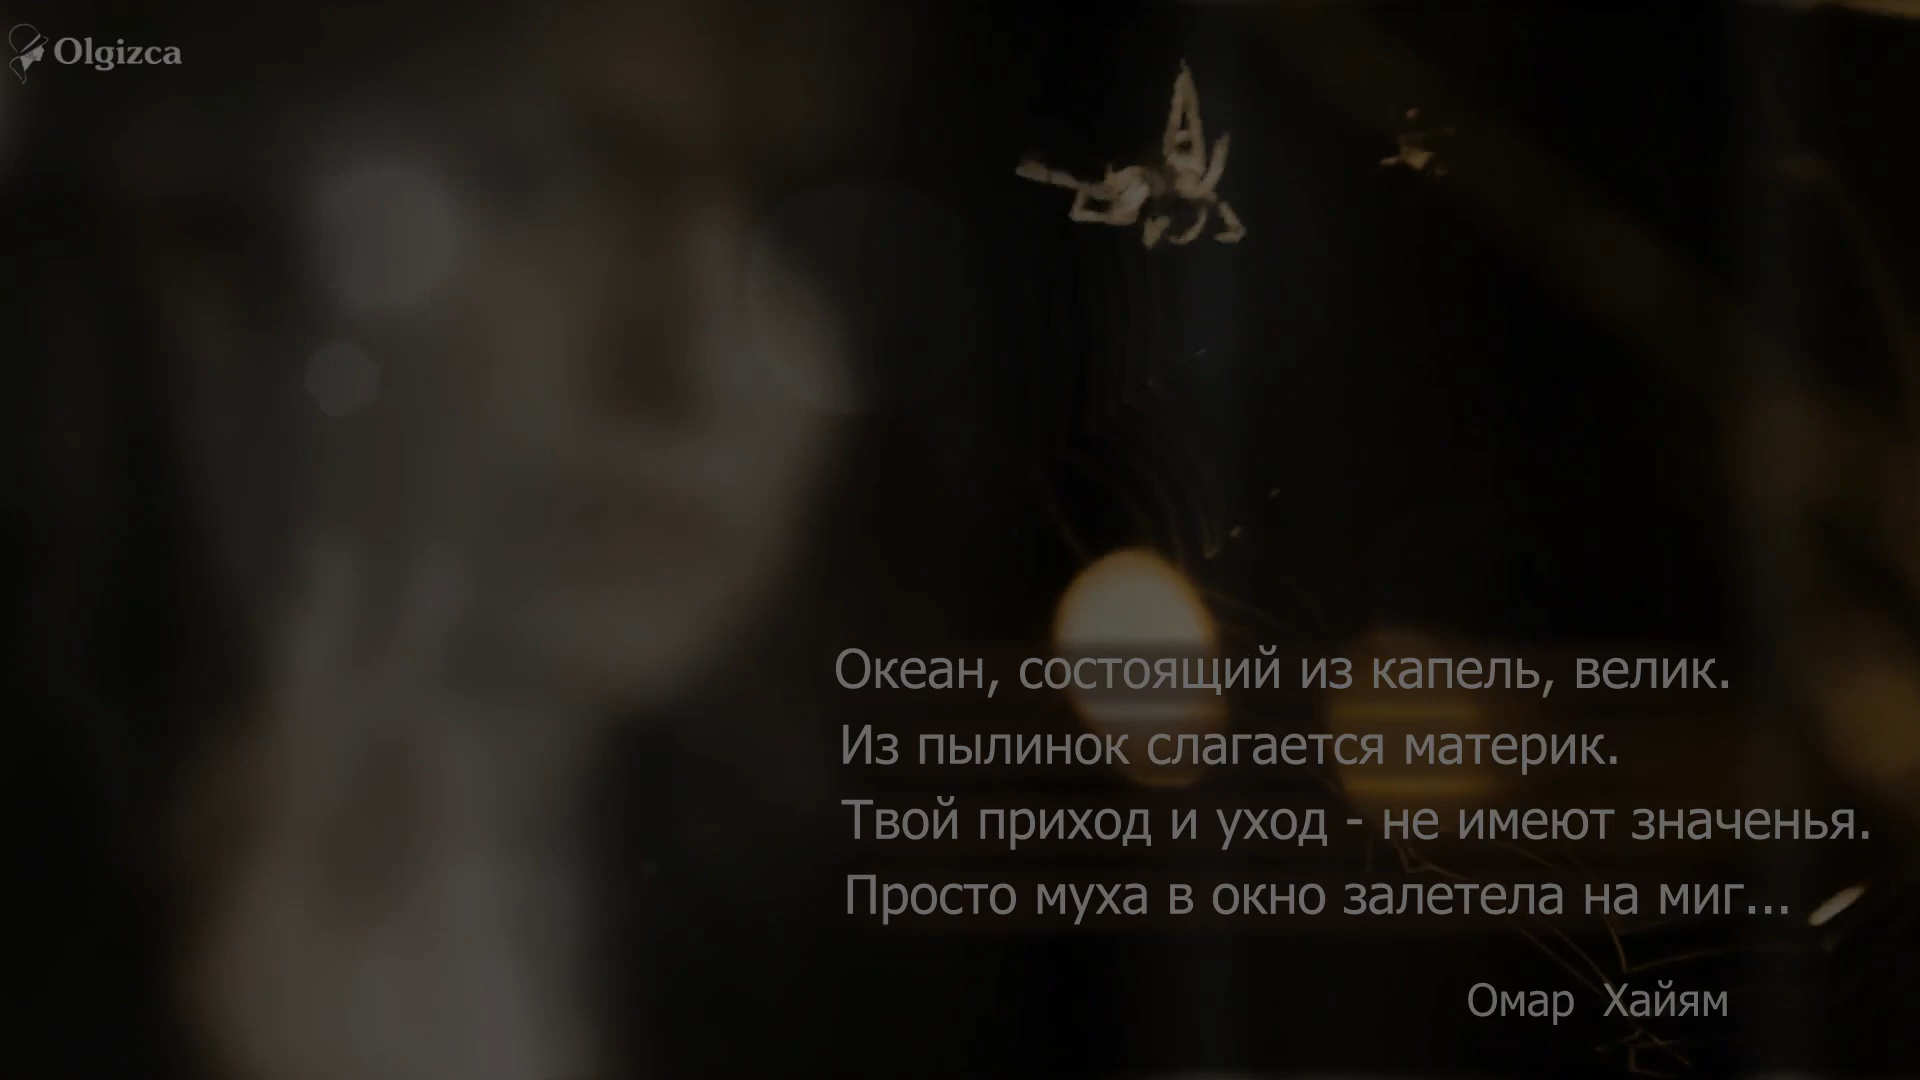 Olgizca
Океан, состоящий из капель, велик.
Из пылинок слагается материк.
Твой приход и уход - не имеют значенья.
Просто муха в окно залетела на миг...
Омар Хайям